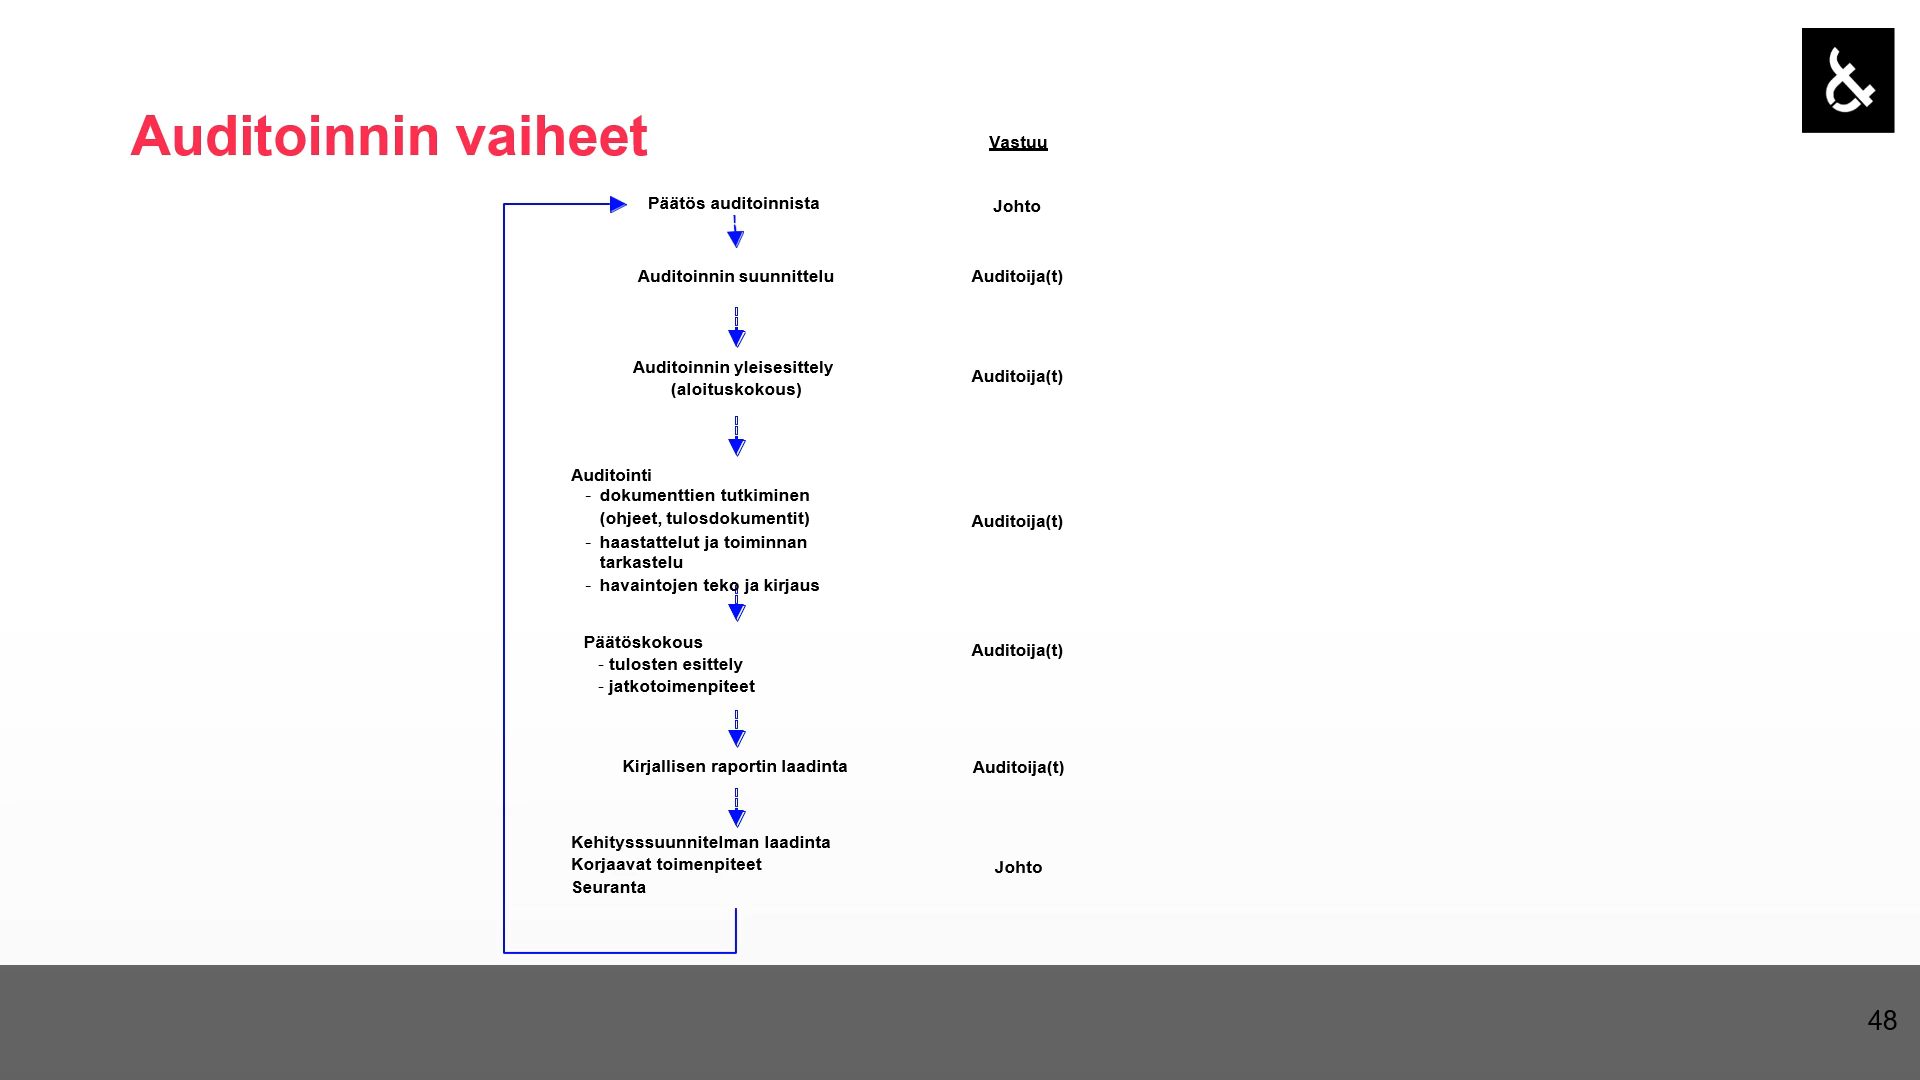 Auditoinnin vaiheet
Vastuu
Päätös auditoinnista
Johto
Auditoinnin suunnittelu
Auditoija(t)
Auditoinnin yleisesittely
(aloituskokous)
Auditoija(t)
Auditointi
- dokumenttien tutkiminen
(ohjeet, tulosdokumentit)
- haastattelut ja toiminnan
tarkastelu
- havaintojen teko ja kirjaus
Auditoija(t)
Päätöskokous
- tulosten esittely
- jatkotoimenpiteet
Auditoija(t)
Kirjallisen raportin laadinta
Auditoija(t)
Kehitysssuunnitelman laadinta
Korjaavat toimenpiteet
Seuranta
Johto
&
48